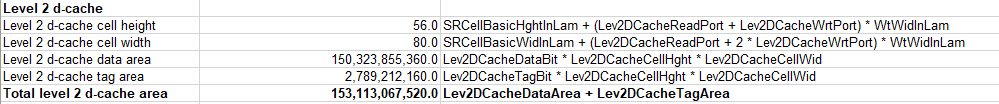 Level 2 d-cache
Level 2 d-cache cell height 56.0 SRCellBasicHghtInLam + (Lev2DCacheReadPort + Lev2DCacheWrtPort) * WtWidInLam
Level 2 d-cache cell width 80.0 SRCellBasicWidInLam + (Lev2DCacheReadPort + 2 * Lev2DCacheWrtPort) * WtWidInLam
Level 2 d-cache data area 150,323,855,360.0 Lev2DCacheDataBit * Lev2DCacheCellHght * Lev2DCacheCellWid
Level 2 d-cache tag area 2,789,212,160.0 Lev2DCacheTagBit * Lev2DCacheCellHght * Lev2DCacheCellWid
Total level 2 d-cache area 153,113,067,520.0 Lev2DCacheDataArea + Lev2DCacheTagArea